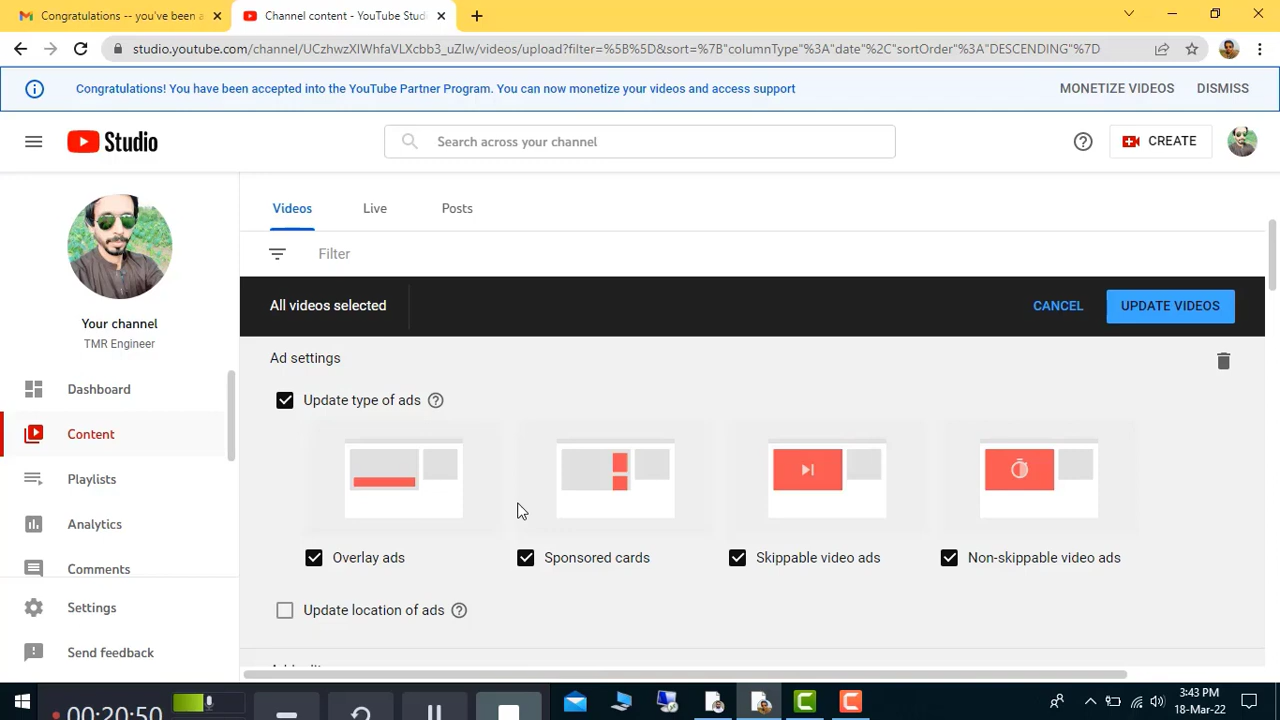 Congratulations -- you've been a
Channel content - YouTube Studi
studio.youtube.com/channel/UCzhwzXlWhfaVLXcbb3_uZIw/videos/upload?filter=%5B%5D&sort=%7B"columnType"%3A"date"%2C"sortOrder"%3A"DESCENDING"%7D
Congratulations! You have been accepted into the YouTube Partner Program. You can now monetize your videos and access support
MONETIZE VIDEOS
DISMISS
Studio
Search across your channel
CREATE
Videos
Live
Posts
Filter
All videos selected
CANCEL
UPDATE VIDEOS
Your channel
TMR Engineer
Dashboard
Content
Playlists
Analytics
Comments
Settings
Send feedback
Ad settings
Update type of ads
Overlay ads
Sponsored cards
Skippable video ads
Non-skippable video ads
Update location of ads
00:20:50
3:43 PM
18-Mar-22